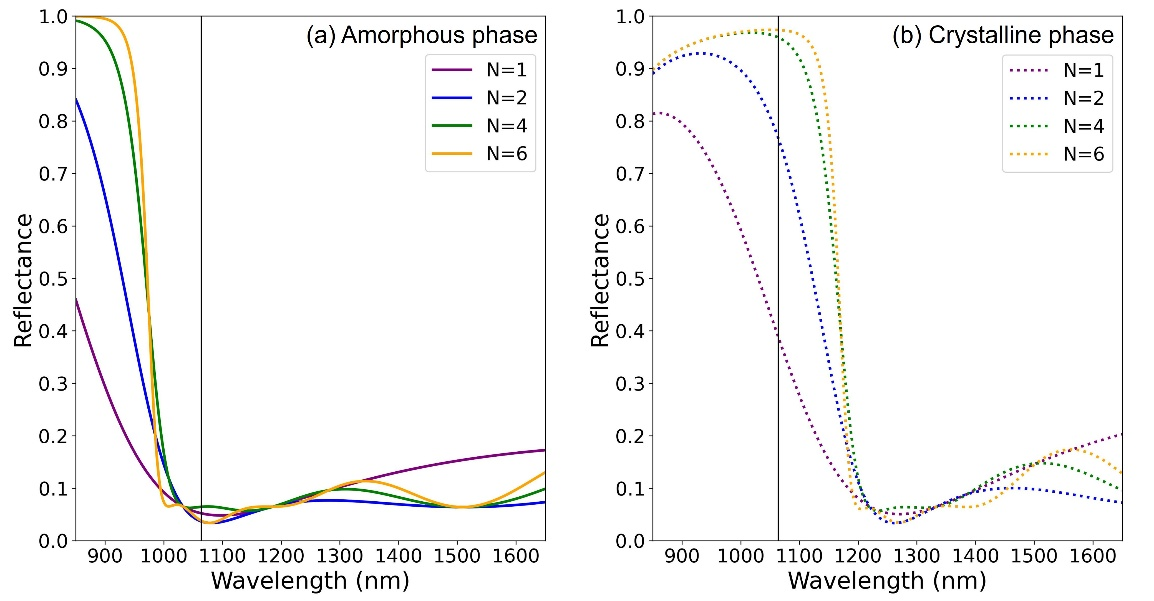 (a) Amorphous phase
N=1
N=2
N=4
N=6
Reflectance
1.0
0.9
0.8
0.7
0.6
0.5
0.4
0.3
0.2
0.1
0.0
900 1000 1100 1200 1300 1400 1500 1600
Wavelength (nm)
(b) Crystalline phase
N=1
N=2
N=4
N=6
Reflectance
1.0
0.9
0.8
0.7
0.6
0.5
0.4
0.3
0.2
0.1
0.0
900 1000 1100 1200 1300 1400 1500 1600
Wavelength (nm)